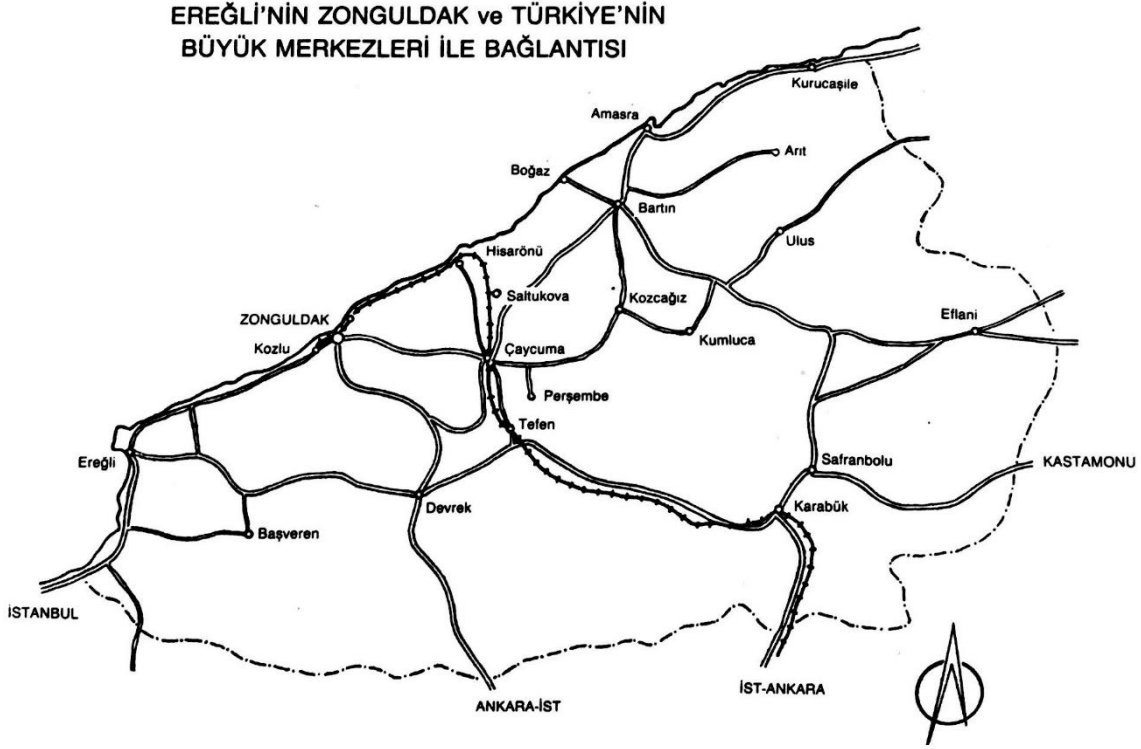 EREĞLİ'NİN ZONGULDAK ve TÜRKİYE'NİN
BÜYÜK MERKEZLERİ İLE BAĞLANTISI
Kurucaşile
Amasra
Arıt
Boğaz
Bartın
Ulus
Hisarönü
Saltukova
Kozcağız
Eflani
ZONGULDAK
Kozlu
Kumluca
Çaycuma
Perşembe
Tefen
Ereğli
Safranbolu
KASTAMONU
Devrek
Karabük
Başveren
İSTANBUL
İST-ANKARA
ANKARA-İST